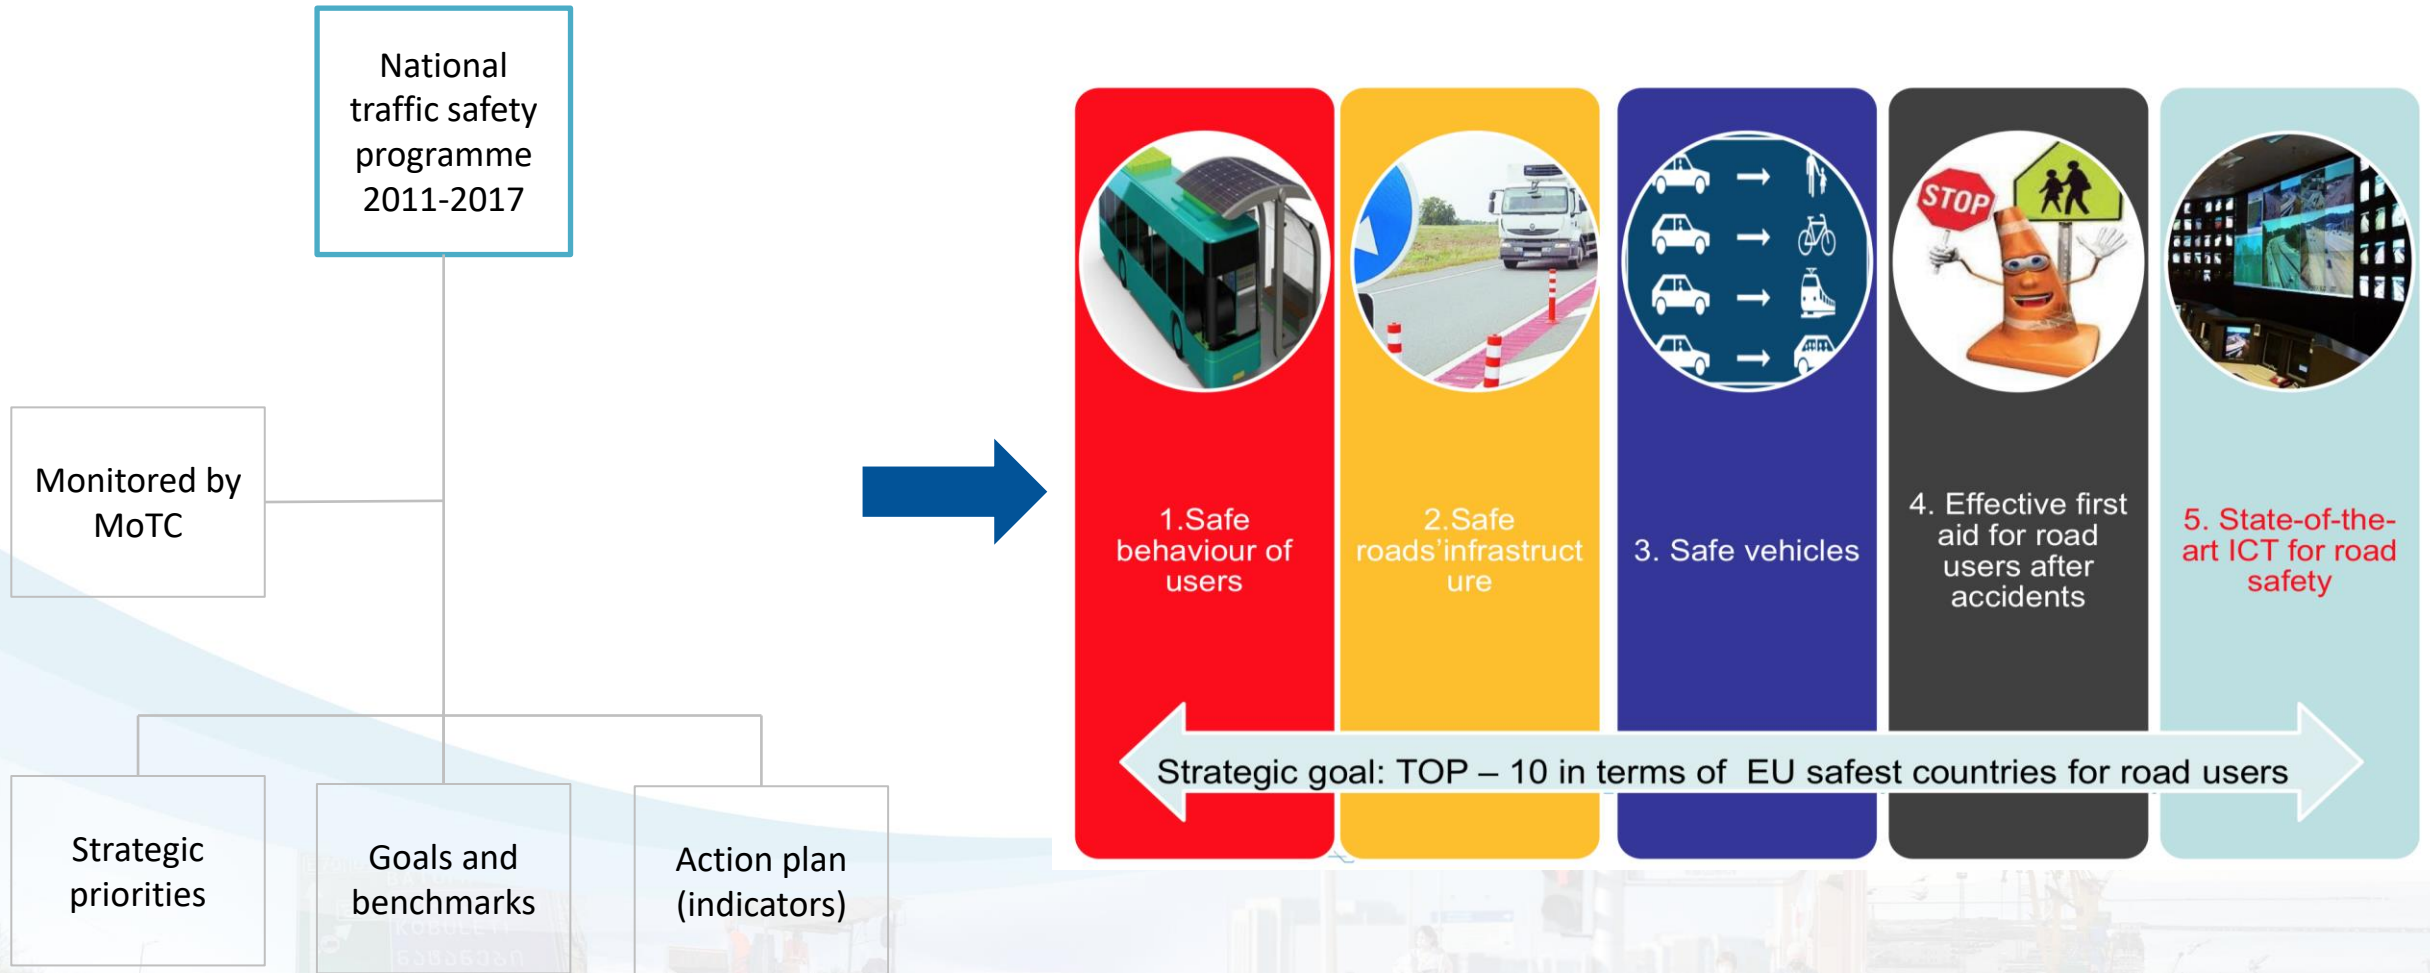 National
traffic safety
programme
2011-2017
Monitored by
MoTC
Strategic
priorities
Goals and
benchmarks
Action plan
(indicators)
1.Safe
behaviour of
users
2.Safe
roads'infrastruct
ure
3. Safe vehicles
STOP
4. Effective first
aid for road
users after
accidents
5. State-of-the-
art ICT for road
safety
Strategic goal: TOP – 10 in terms of EU safest countries for road users